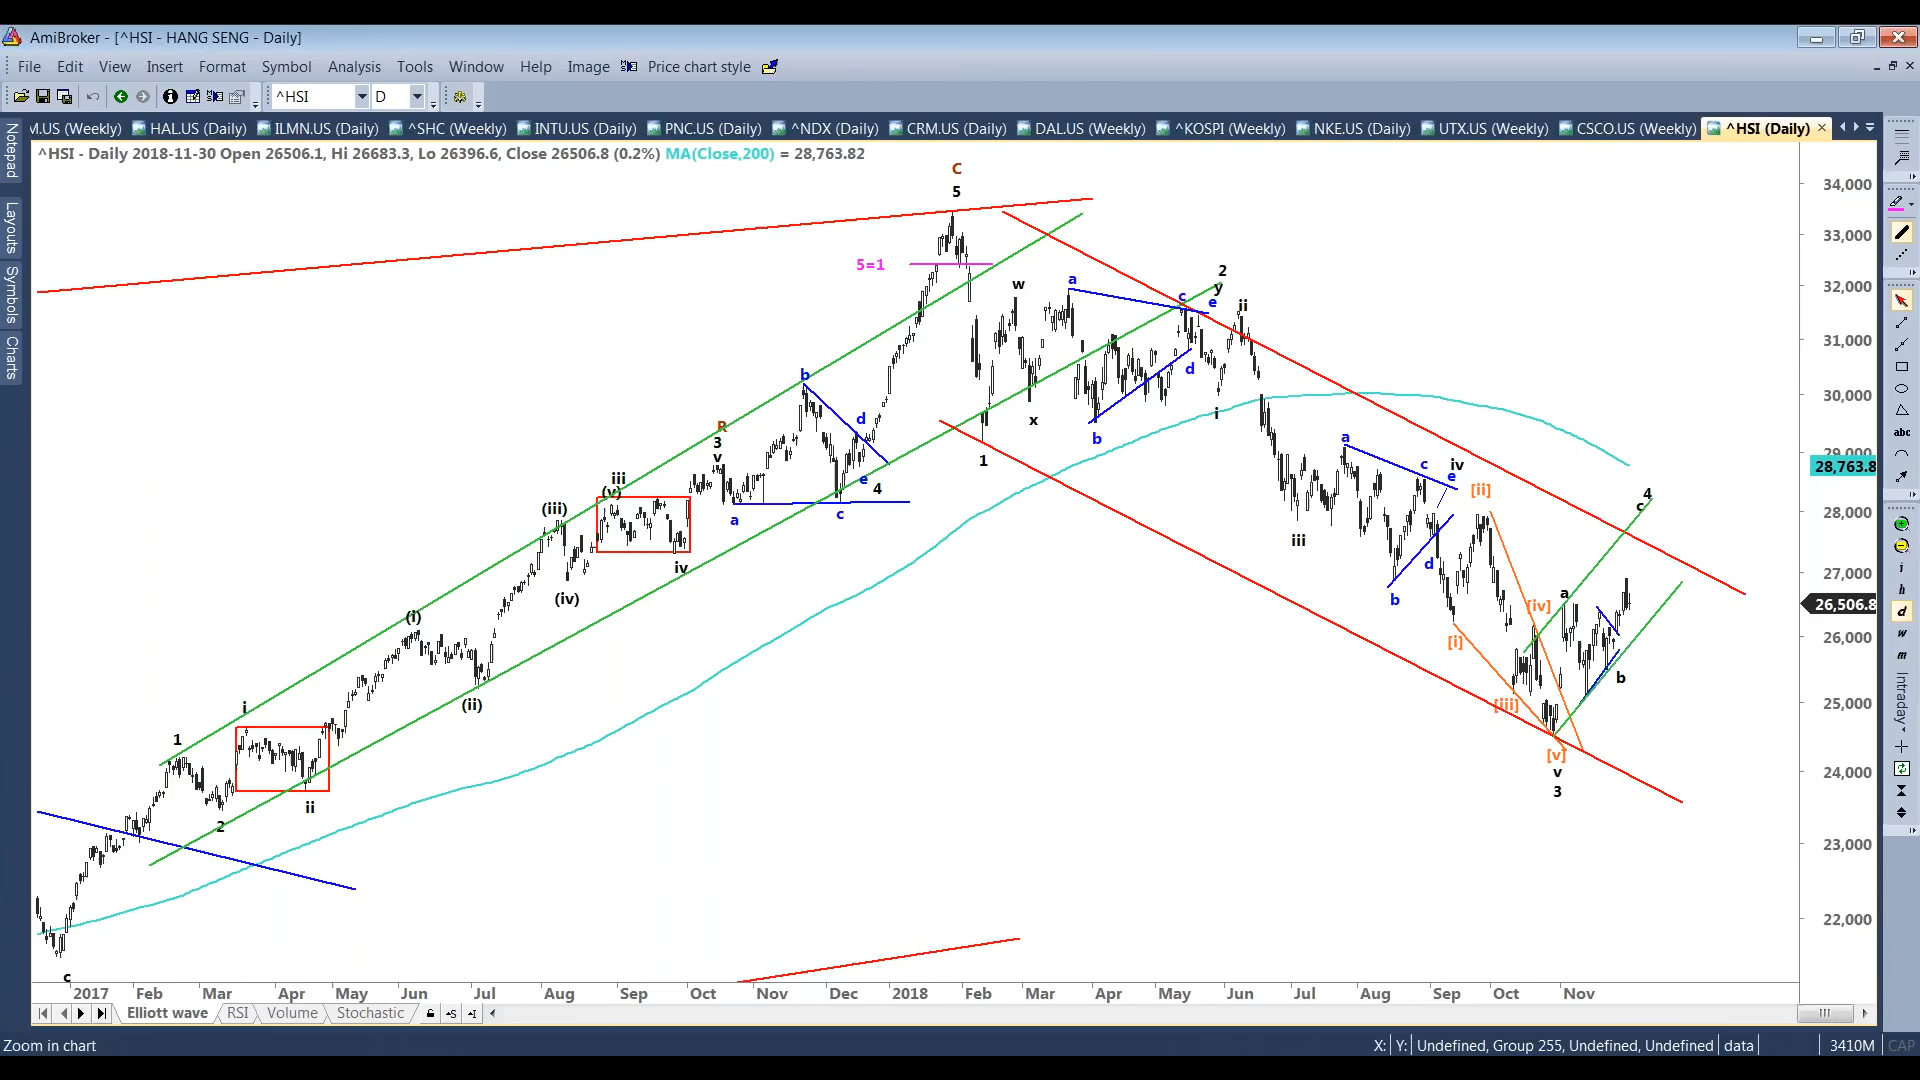 AmiBroker - [^HSI - HANG SENG - Daily]
File Edit View Insert Format Symbol Analysis Tools Window Help Image Price chart style
^HSI D
M.US (Weekly) HAL.US (Daily) ILMN.US (Daily) ^SHC (Weekly) INTU.US (Daily) PNC.US (Daily) ^NDX (Daily) CRM.US (Daily) DAL.US (Weekly) ^KOSPI (Weekly) NKE.US (Daily) UTX.US (Weekly) CSCO.US (Weekly) ^HSI (Daily)
Notepad
Layouts
Symbols
Charts
^HSI - Daily 2018-11-30 Open 26506.1, Hi 26683.3, Lo 26396.6, Close 26506.8 (0.2%) MA(Close,200) = 28,763.82
C
5
34,000
33,000
5=1
2
w a y
32,000
c e ii
31,000
b
d
i
30,000
x
R d
3
b a
29,000
v 1 c iv
28,763.8
iii e [ii]
(v) e 4 4
(iii) a c c
28,000
iii
iv d
27,000
(iv) b a
[iv] 26,506.8
(i)
[i]
26,000
b
(ii) i [iii]
25,000
1
[v]
v
24,000
3
ii
2
23,000
22,000
c
2017 Feb Mar Apr May Jun Jul Aug Sep Oct Nov Dec 2018 Feb Mar Apr May Jun Jul Aug Sep Oct Nov
Elliott wave RSI Volume Stochastic
abc
i
h
d
w
m
Intraday
Zoom in chart X: Y: Undefined, Group 255, Undefined, Undefined data 3410M CAP